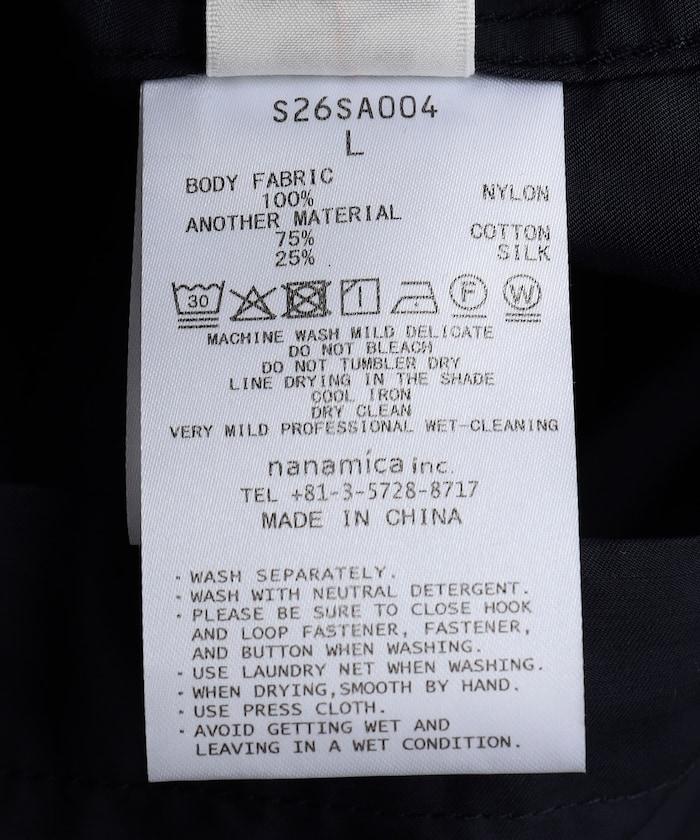 S26SA004
L
BODY FABRIC
100% NYLON
ANOTHER MATERIAL
75% COTTON
25% SILK
30 F W
MACHINE WASH MILD DELICATE
DO NOT BLEACH
DO NOT TUMBLER DRY
LINE DRYING IN THE SHADE
COOL IRON
DRY CLEAN
VERY MILD PROFESSIONAL WET-CLEANING
nanamica inc.
TEL +81-3-5728-8717
MADE IN CHINA
- WASH SEPARATELY.
- WASH WITH NEUTRAL DETERGENT.
- PLEASE BE SURE TO CLOSE HOOK
AND LOOP FASTENER, FASTENER,
AND BUTTON WHEN WASHING.
- USE LAUNDRY NET WHEN WASHING.
- WHEN DRYING,SMOOTH BY HAND.
- USE PRESS CLOTH.
- AVOID GETTING WET AND
LEAVING IN A WET CONDITION.